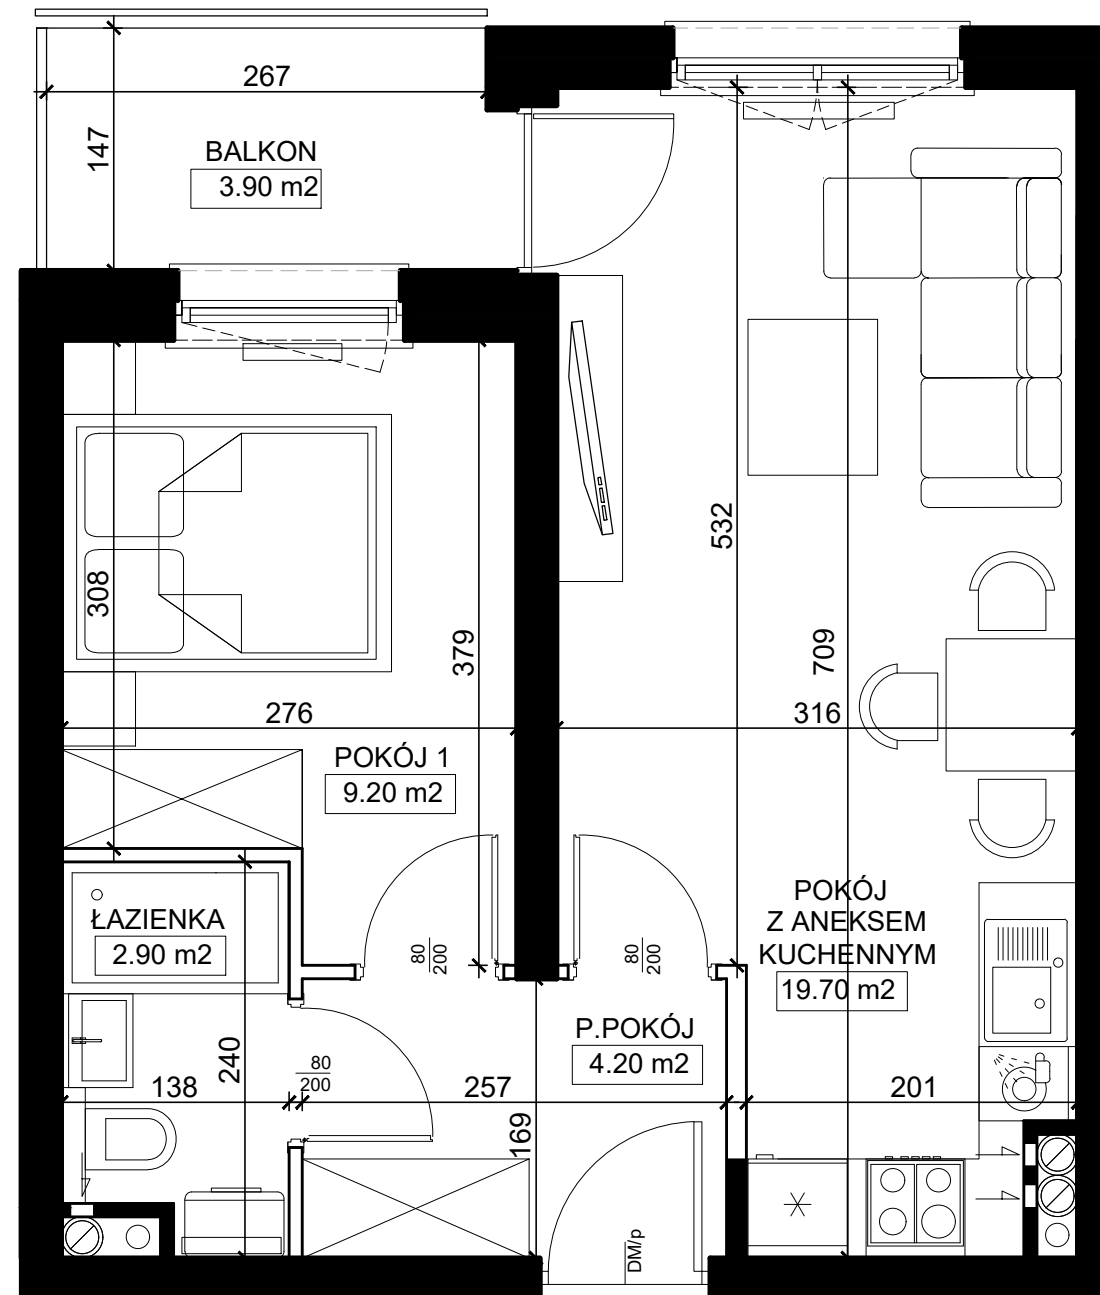 267
147
BALKON
3.90 m2
532
308
379
709
276
316
POKÓJ 1
9.20 m2
ŁAZIENKA
2.90 m2
POKÓJ
Z ANEKSEM
KUCHENNYM
19.70 m2
80
200
80
200
P.POKÓJ
4.20 m2
240
80
200
138
257
201
169
DM/p